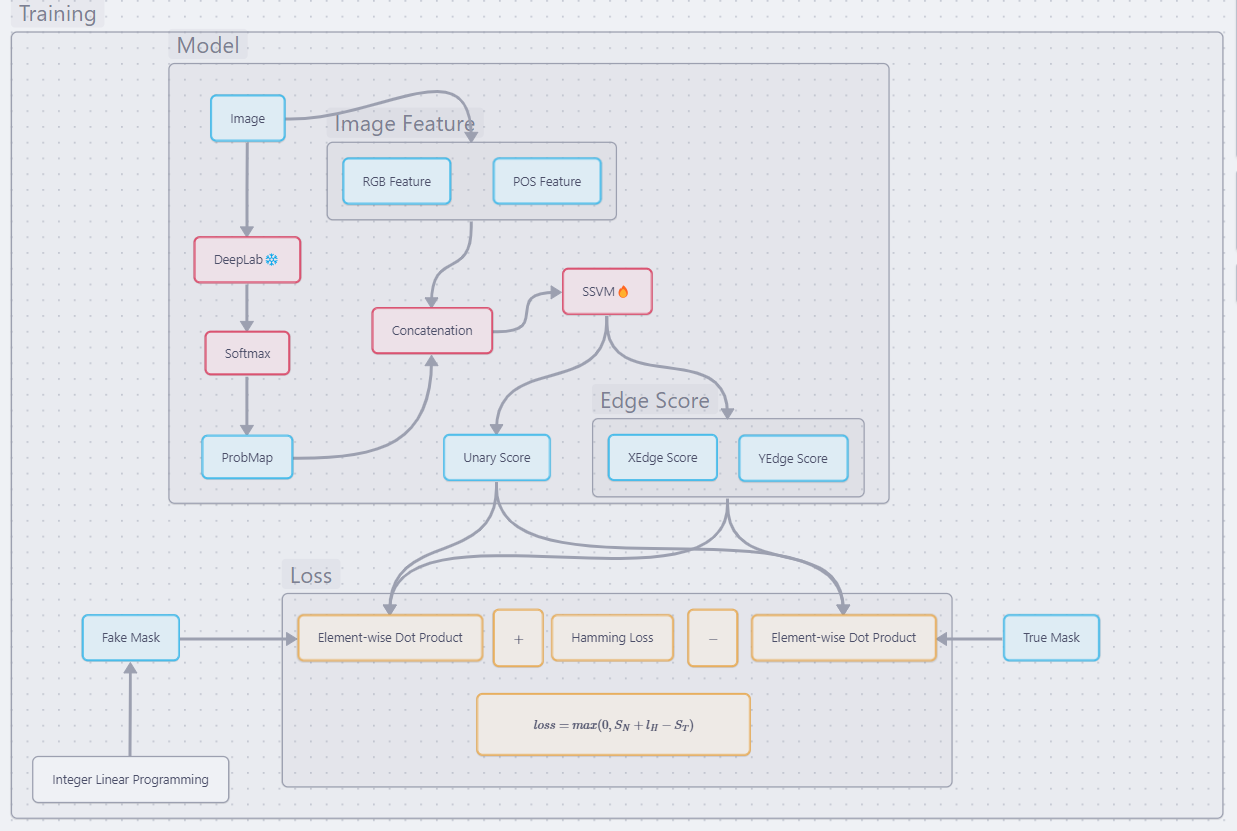 Training
Model
Image
Image Feature
RGB Feature
POS Feature
DeepLab ❄️
SSVM 🔥
Concatenation
Softmax
Edge Score
ProbMap
Unary Score
XEdge Score
YEdge Score
Loss
Fake Mask
Element-wise Dot Product
+
Hamming Loss
−
Element-wise Dot Product
True Mask
loss = max(0, S_N + l_H − S_T)
Integer Linear Programming